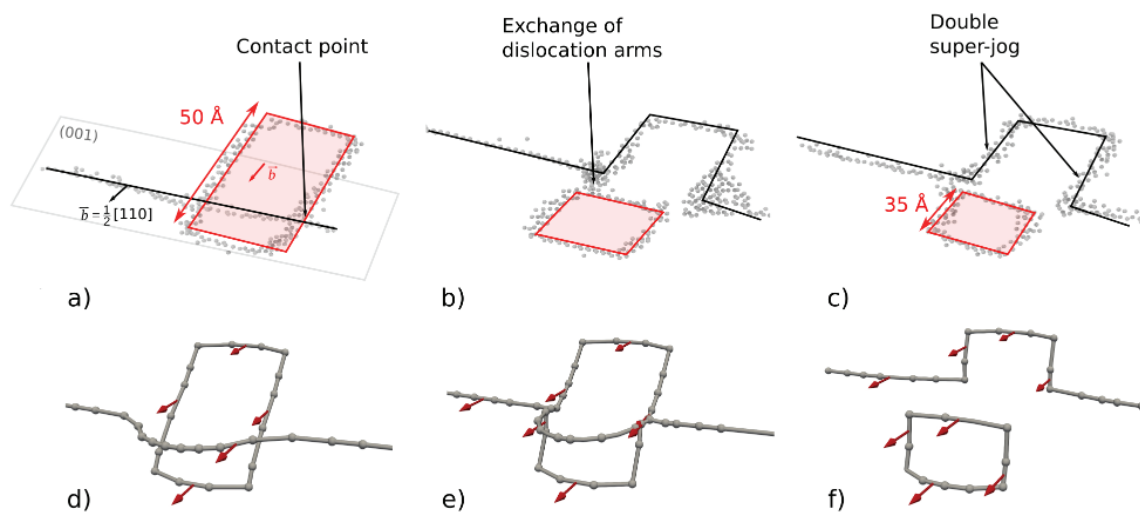 Contact point
Exchange of
dislocation arms
Double
super-jog
50 Å
(001)
b⃗
b⃗ = 1/2 [110]
35 Å
a)
b)
c)
d)
e)
f)